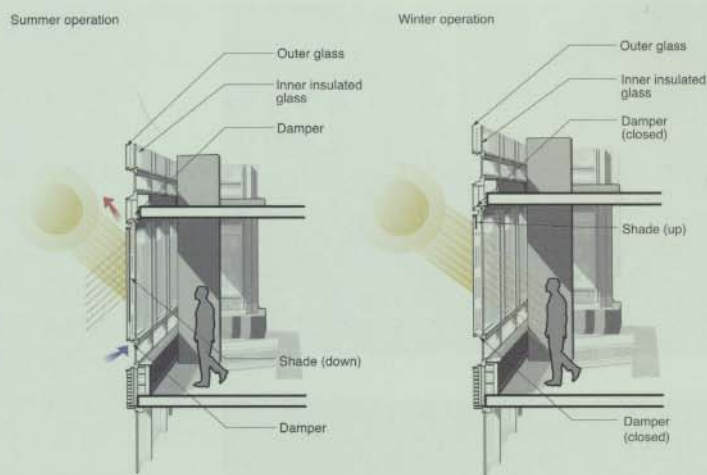 Summer operation
Outer glass
Inner insulated
glass
Damper
Shade (down)
Damper
Winter operation
Outer glass
Inner insulated
glass
Damper
(closed)
Shade (up)
Damper
(closed)